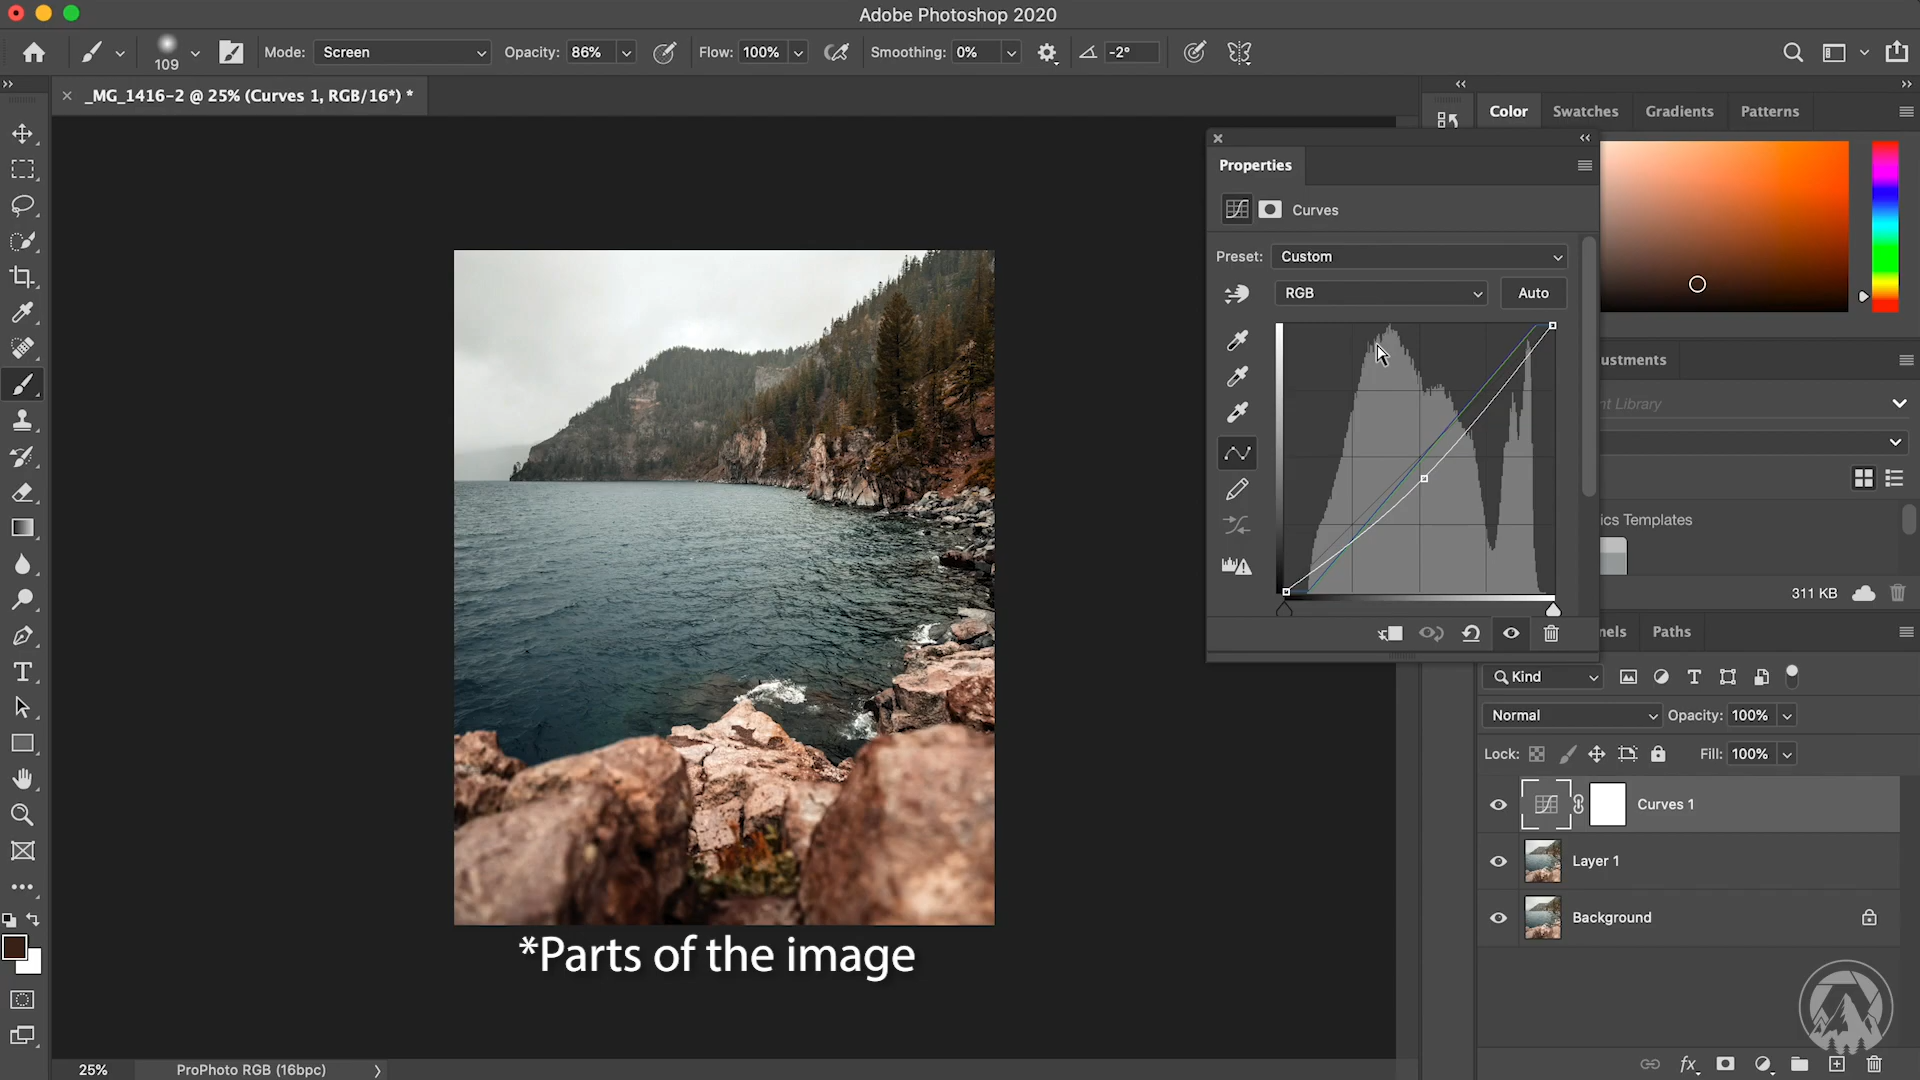 Adobe Photoshop 2020
109
Mode: Screen
Opacity: 86%
Flow: 100%
Smoothing: 0%
-2°
_MG_1416-2 @ 25% (Curves 1, RGB/16*) *
Color
Swatches
Gradients
Patterns
Properties
Curves
Preset: Custom
RGB
Auto
ustments
nt Library
ics Templates
311 KB
nels
Paths
Kind
Normal
Opacity: 100%
Lock:
Fill: 100%
Curves 1
Layer 1
Background
*Parts of the image
25%
ProPhoto RGB (16bpc)
fx